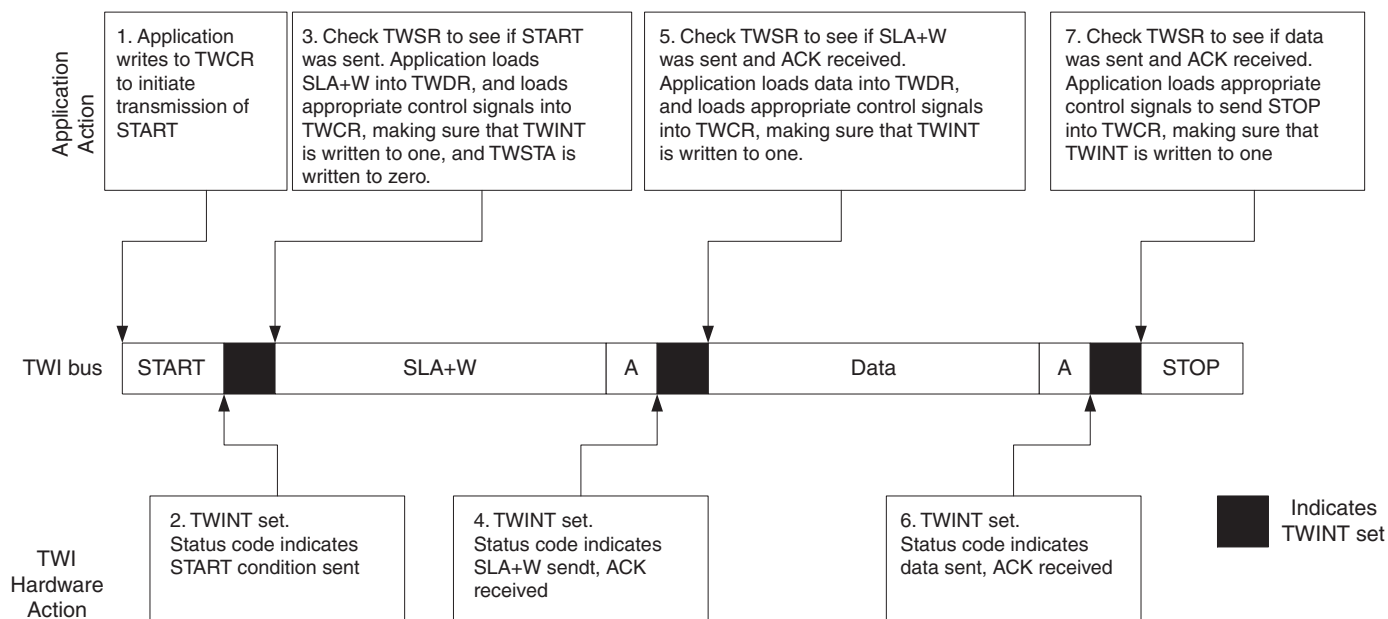 Application
Action
1. Application
writes to TWCR
to initiate
transmission of
START
3. Check TWSR to see if START
was sent. Application loads
SLA+W into TWDR, and loads
appropriate control signals into
TWCR, making sure that TWINT
is written to one, and TWSTA is
written to zero.
5. Check TWSR to see if SLA+W
was sent and ACK received.
Application loads data into TWDR,
and loads appropriate control signals
into TWCR, making sure that TWINT
is written to one.
7. Check TWSR to see if data
was sent and ACK received.
Application loads appropriate
control signals to send STOP
into TWCR, making sure that
TWINT is written to one
TWI bus
START
SLA+W
A
Data
A
STOP
TWI
Hardware
Action
2. TWINT set.
Status code indicates
START condition sent
4. TWINT set.
Status code indicates
SLA+W sendt, ACK
received
6. TWINT set.
Status code indicates
data sent, ACK received
Indicates
TWINT set